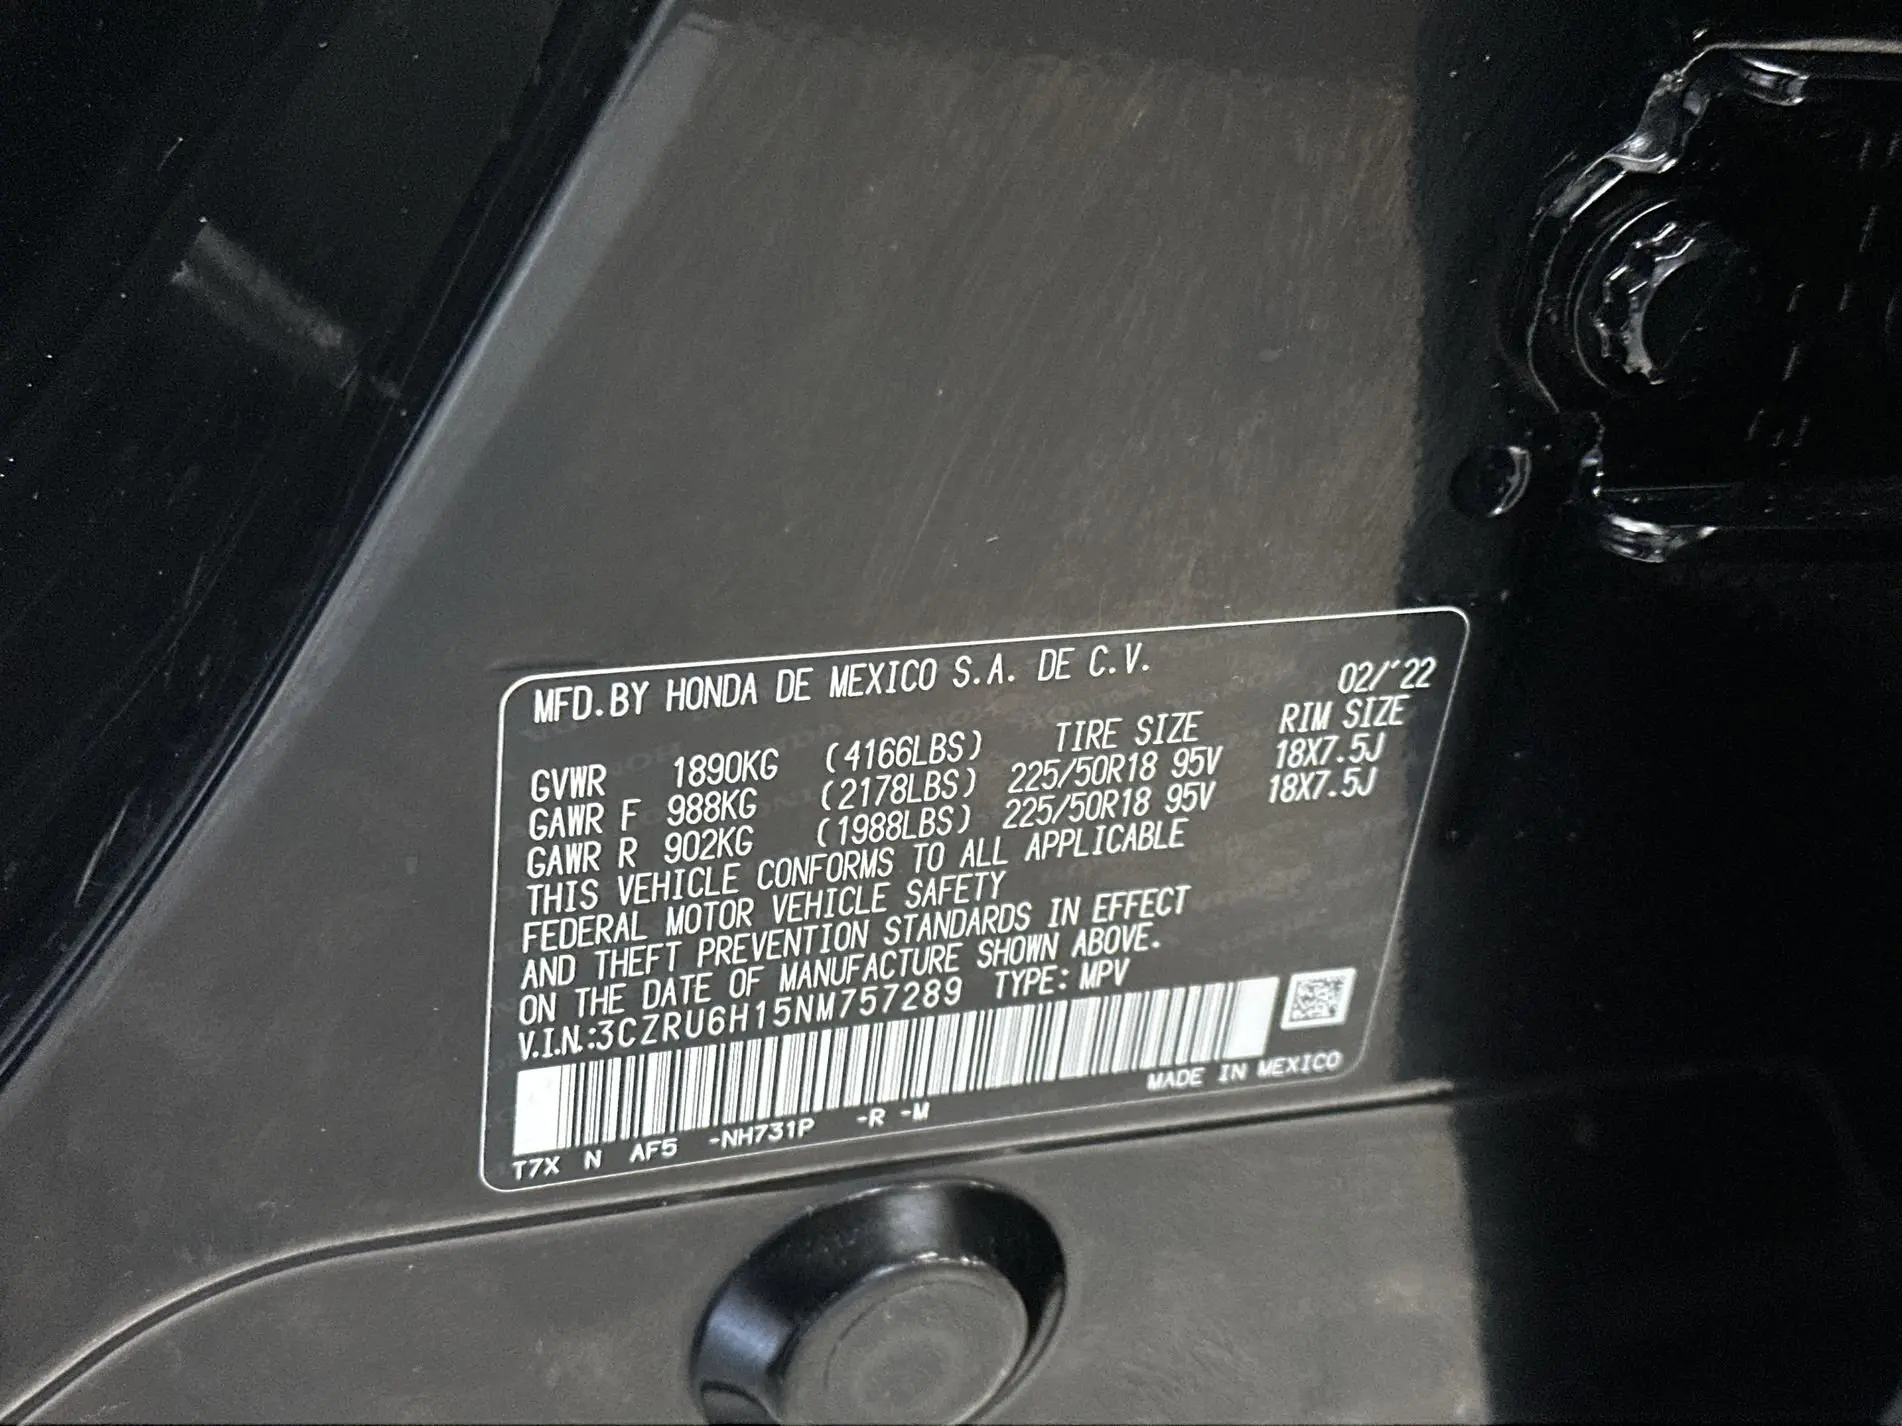 MFD.BY HONDA DE MEXICO S.A. DE C.V.
02/'22
TIRE SIZE RIM SIZE
GVWR 1890KG (4166LBS)
GAWR F 988KG (2178LBS) 225/50R18 95V 18X7.5J
GAWR R 902KG (1988LBS) 225/50R18 95V 18X7.5J
THIS VEHICLE CONFORMS TO ALL APPLICABLE
FEDERAL MOTOR VEHICLE SAFETY
AND THEFT PREVENTION STANDARDS IN EFFECT
ON THE DATE OF MANUFACTURE SHOWN ABOVE.
V.I.N.:3CZRU6H15NM757289 TYPE: MPV
MADE IN MEXICO
T7X N AF5 -NH731P -R -M